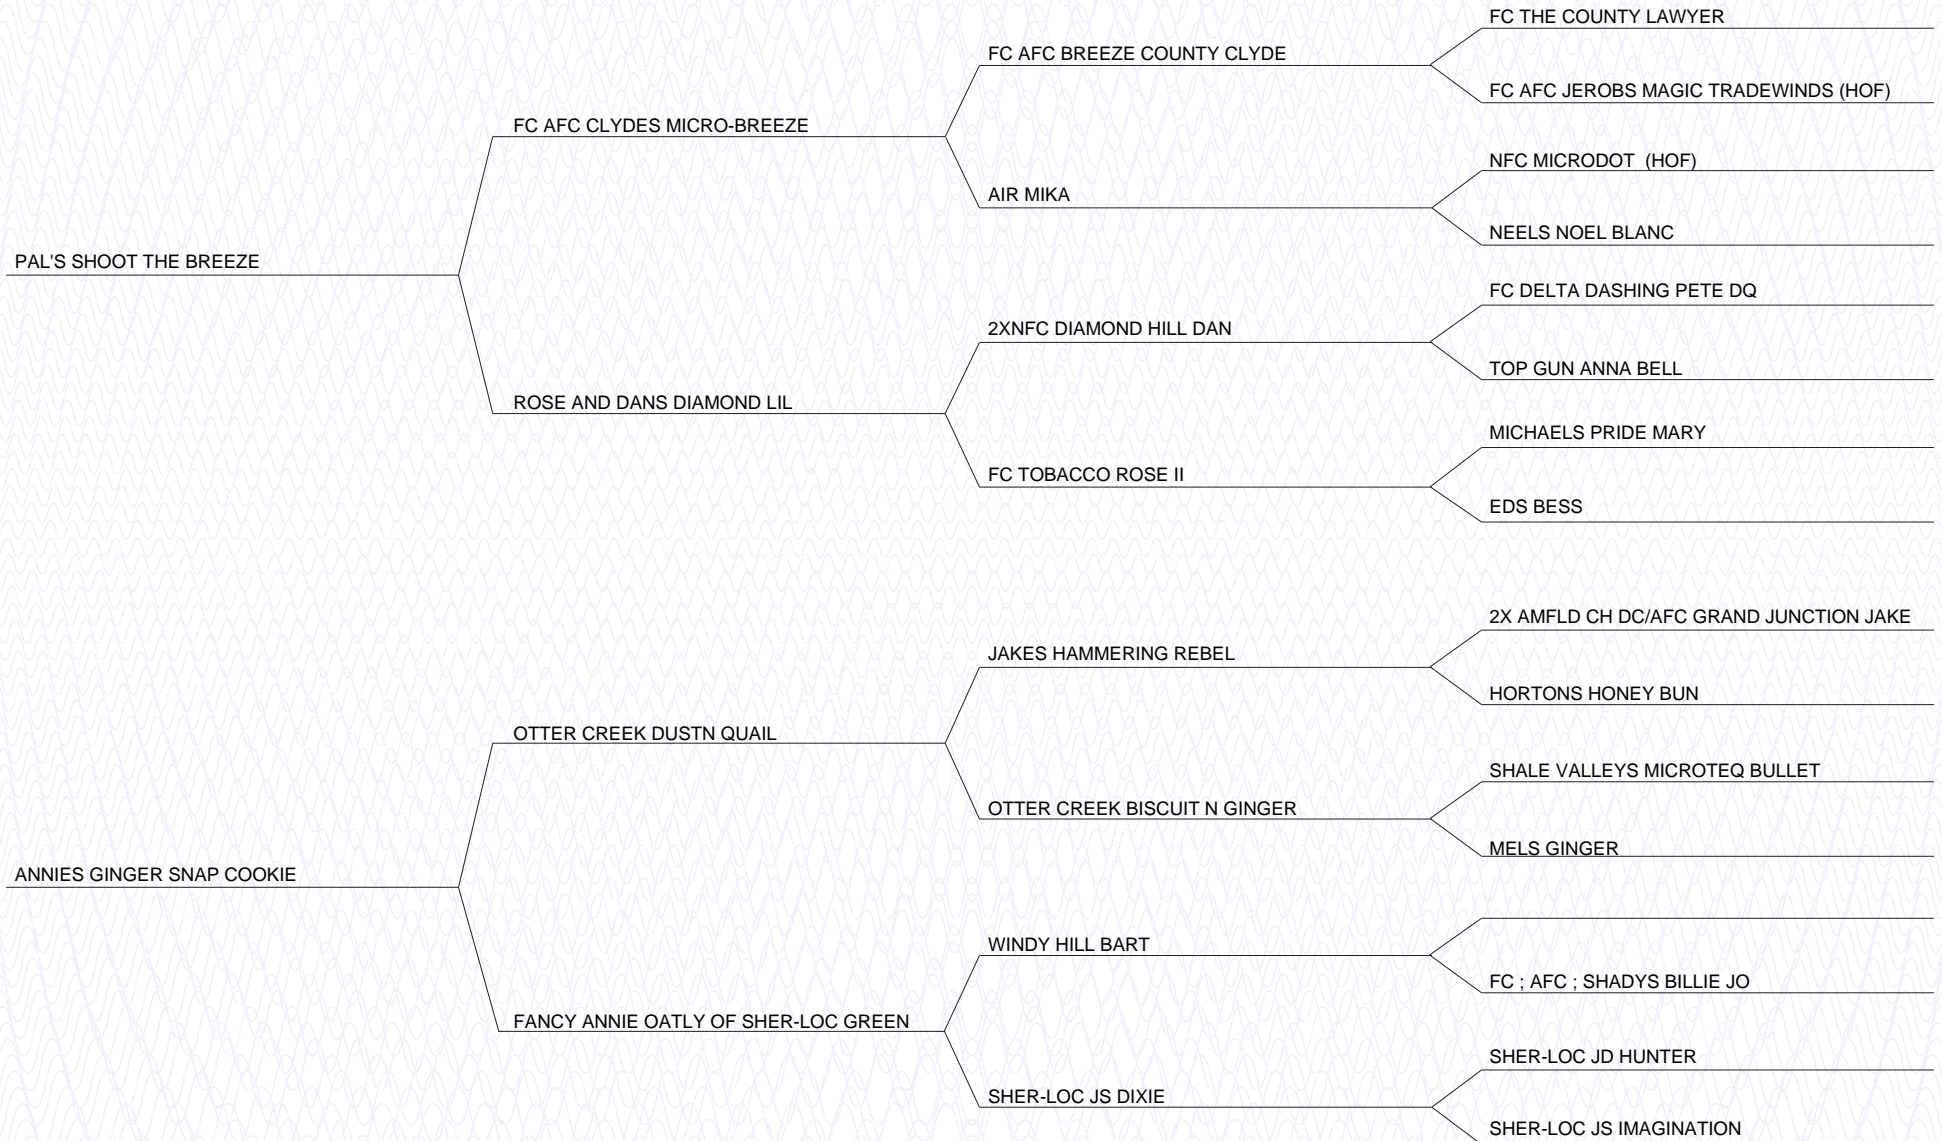 FC THE COUNTY LAWYER
FC AFC BREEZE COUNTY CLYDE
FC AFC JEROBS MAGIC TRADEWINDS (HOF)
FC AFC CLYDES MICRO-BREEZE
NFC MICRODOT  (HOF)
AIR MIKA
NEELS NOEL BLANC
PAL'S SHOOT THE BREEZE
FC DELTA DASHING PETE DQ
2XNFC DIAMOND HILL DAN
TOP GUN ANNA BELL
ROSE AND DANS DIAMOND LIL
MICHAELS PRIDE MARY
FC TOBACCO ROSE II
EDS BESS
2X AMFLD CH DC/AFC GRAND JUNCTION JAKE
JAKES HAMMERING REBEL
HORTONS HONEY BUN
OTTER CREEK DUSTN QUAIL
SHALE VALLEYS MICROTEQ BULLET
OTTER CREEK BISCUIT N GINGER
MELS GINGER
ANNIES GINGER SNAP COOKIE
WINDY HILL BART
FC ; AFC ; SHADYS BILLIE JO
FANCY ANNIE OATLY OF SHER-LOC GREEN
SHER-LOC JD HUNTER
SHER-LOC JS DIXIE
SHER-LOC JS IMAGINATION